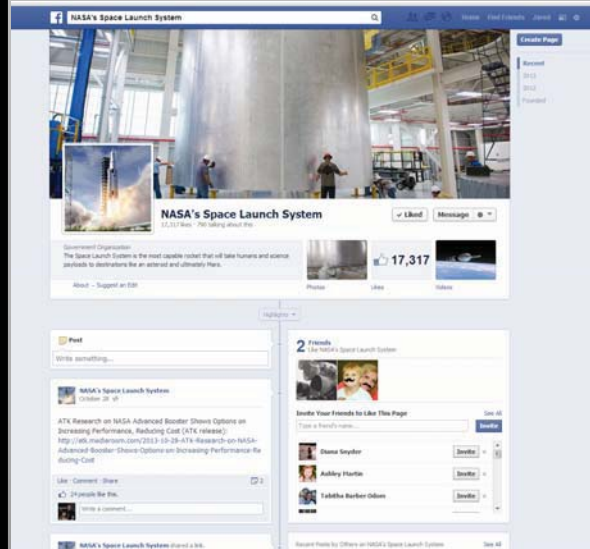 NASA's Space Launch System
Home Find Friends Jared
Create Page
Recent
2013
2012
Founded
NASA's Space Launch System
17,317 likes · 790 talking about this
✓ Liked
Message
Government Organization
The Space Launch System is the most capable rocket that will take humans and science
payloads to destinations like an asteroid and ultimately Mars.
About – Suggest an Edit
Photos
17,317
Likes
Videos
Highlights
Post
Write something...
NASA's Space Launch System
October 28
ATK Research on NASA Advanced Booster Shows Options on
Increasing Performance, Reducing Cost (ATK release):
http://atk.mediaroom.com/2013-10-28-ATK-Research-on-NASA-
Advanced-Booster-Shows-Options-on-Increasing-Performance-Re
ducing-Cost
Like · Comment · Share
2
24 people like this.
Write a comment...
NASA's Space Launch System shared a link.
2 Friends
Like NASA's Space Launch System
Invite Your Friends to Like This Page
See All
Type a friend's name...
Invite
Diana Snyder
Invite
Ashley Martin
Invite
Tabitha Barber Odom
Invite
Recent Posts by Others on NASA's Space Launch System
See All